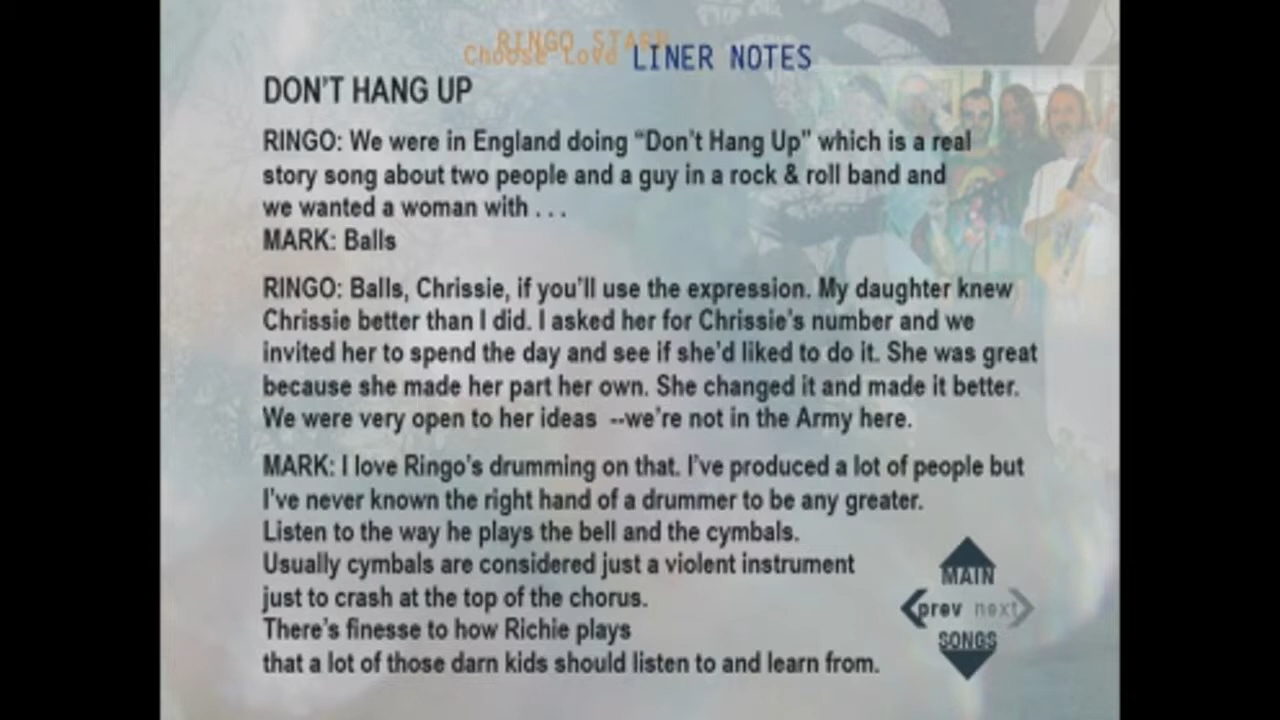 RINGO STARR
Choose Love LINER NOTES
DON'T HANG UP
RINGO: We were in England doing “Don't Hang Up” which is a real
story song about two people and a guy in a rock & roll band and
we wanted a woman with . . .
MARK: Balls
RINGO: Balls, Chrissie, if you'll use the expression. My daughter knew
Chrissie better than I did. I asked her for Chrissie's number and we
invited her to spend the day and see if she'd liked to do it. She was great
because she made her part her own. She changed it and made it better.
We were very open to her ideas --we're not in the Army here.
MARK: I love Ringo's drumming on that. I've produced a lot of people but
I've never known the right hand of a drummer to be any greater.
Listen to the way he plays the bell and the cymbals.
Usually cymbals are considered just a violent instrument
just to crash at the top of the chorus.
There's finesse to how Richie plays
that a lot of those darn kids should listen to and learn from.
MAIN
prev next
SONGS